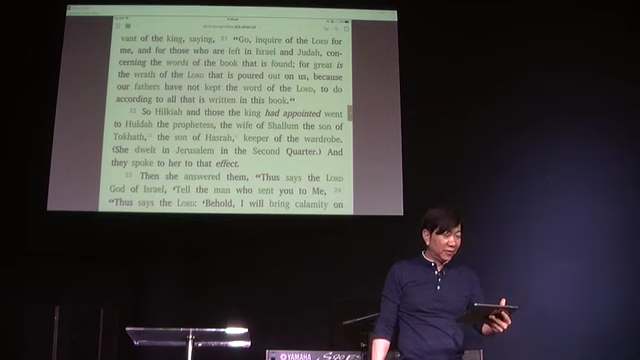 vant of the king, saying, 21 "Go, inquire of the LORD for
me, and for those who are left in Israel and Judah, con-
cerning the words of the book that is found; for great is
the wrath of the LORD that is poured out on us, because
our fathers have not kept the word of the LORD, to do
according to all that is written in this book."
22 So Hilkiah and those the king had appointed went
to Huldah the prophetess, the wife of Shallum the son of
Tokhath, the son of Hasrah, keeper of the wardrobe.
(She dwelt in Jerusalem in the Second Quarter.) And
they spoke to her to that effect.
23 Then she answered them, "Thus says the LORD
God of Israel, 'Tell the man who sent you to Me, 24
"Thus says the LORD: 'Behold, I will bring calamity on
YAMAHA S90